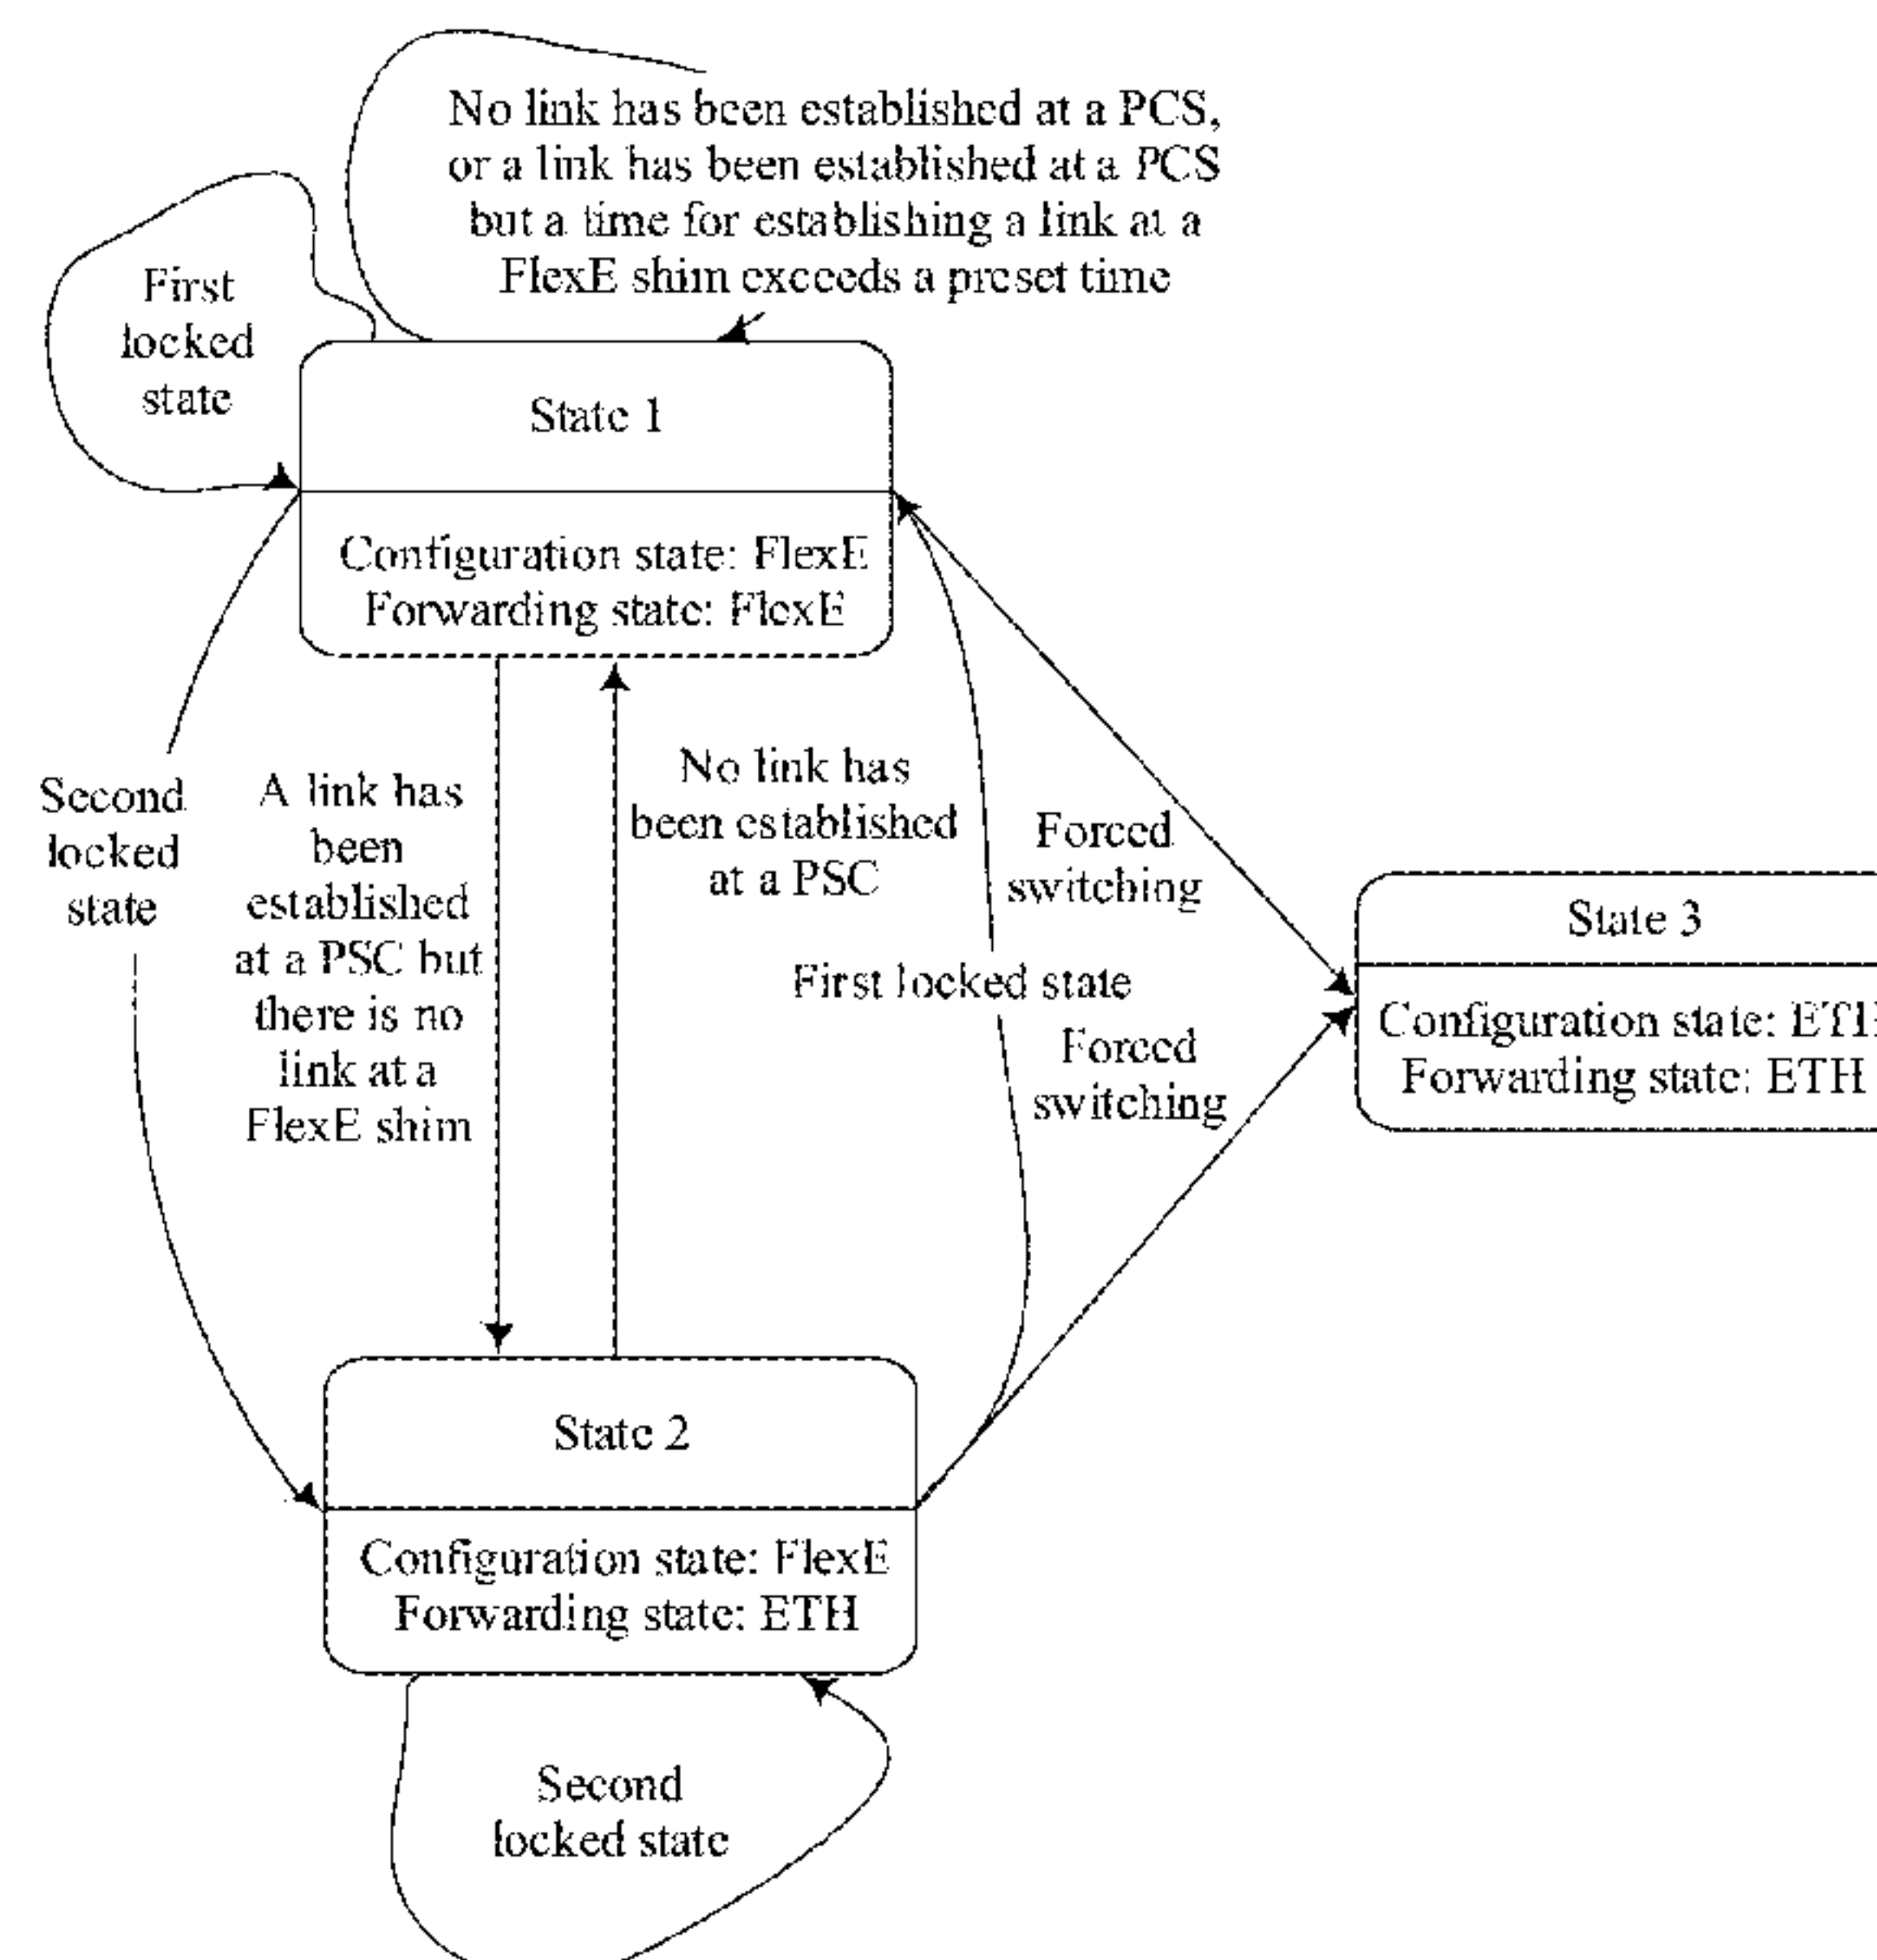 No link has been established at a PCS,
or a link has been established at a PCS
but a time for establishing a link at a
FlexE shim exceeds a preset time
First
locked
state
State 1
Configuration state: FlexE
Forwarding state: FlexE
Second
locked
state
A link has
been
established
at a PSC but
there is no
link at a
FlexE shim
No link has
been established
at a PSC
Forced
switching
First locked state
Forced
switching
State 3
Configuration state: ETH
Forwarding state: ETH
State 2
Configuration state: FlexE
Forwarding state: ETH
Second
locked state